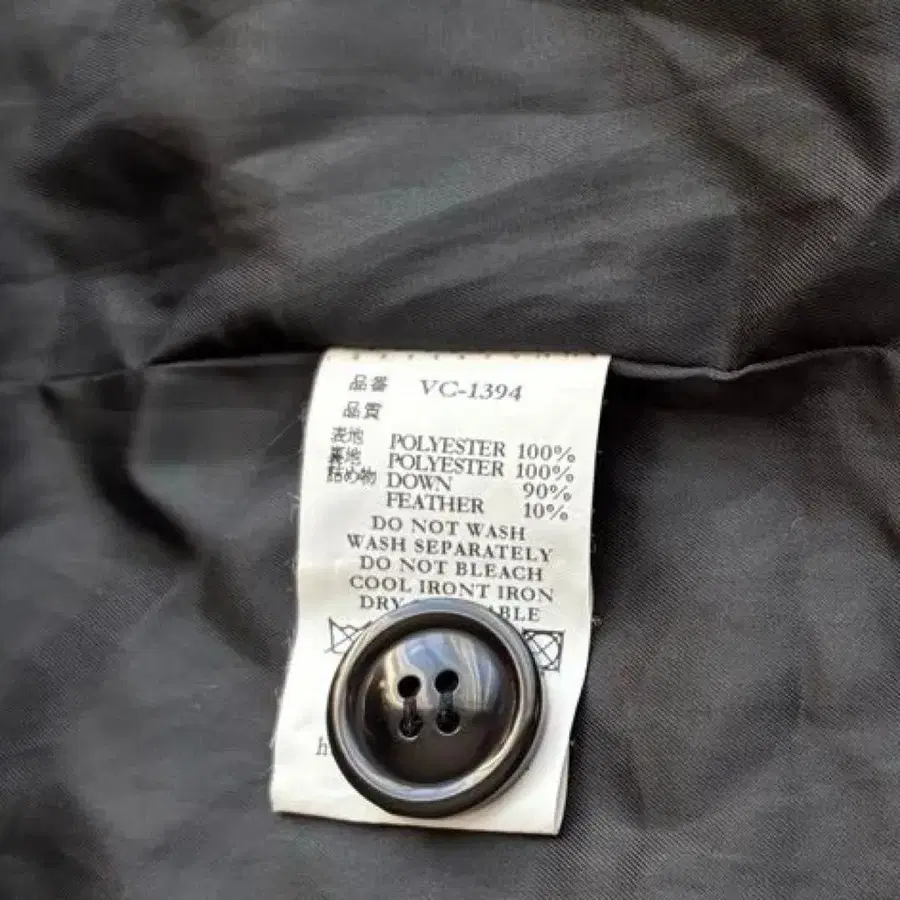 品番 VC-1394
品質
表地 POLYESTER 100%
裏地 POLYESTER 100%
詰め物 DOWN 90%
FEATHER 10%
DO NOT WASH
WASH SEPARATELY
DO NOT BLEACH
COOL IRONT IRON
DRY